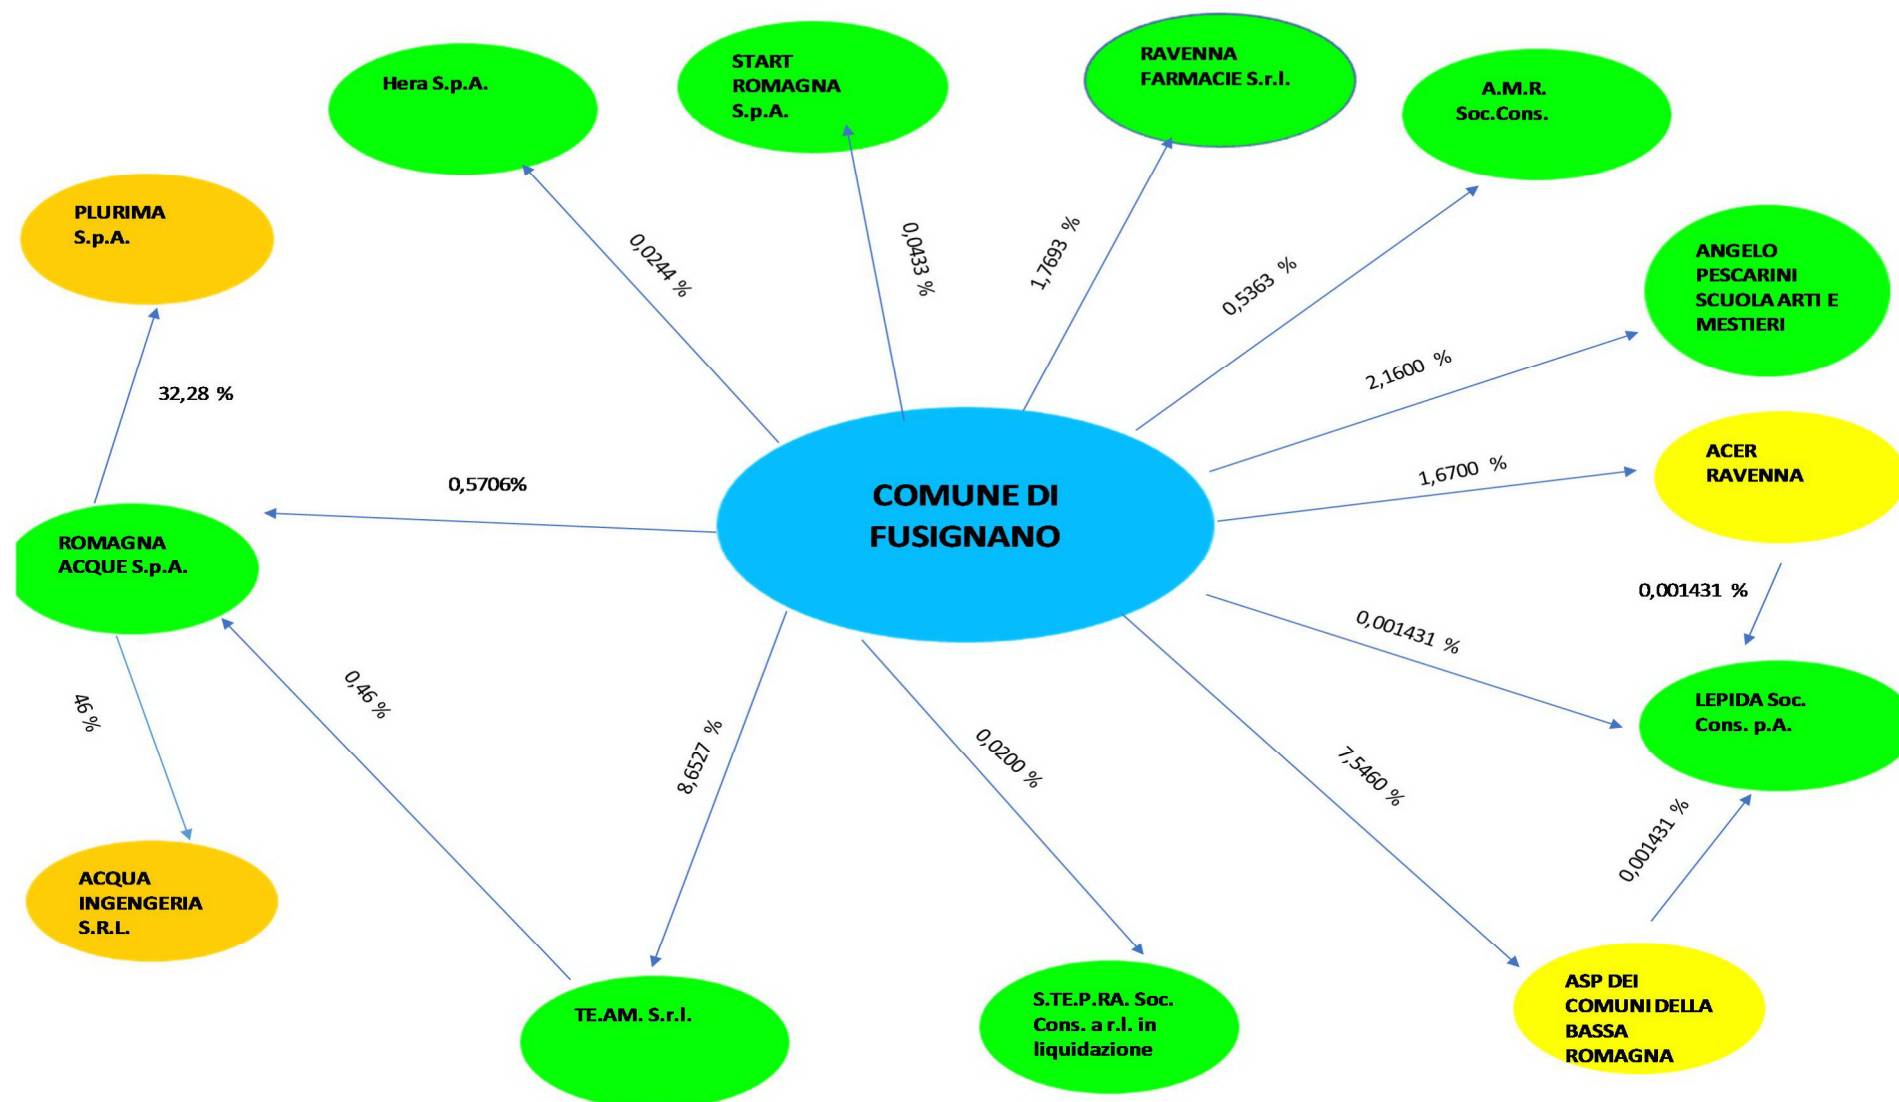 Hera S.p.A.
START
ROMAGNA
S.p.A.
RAVENNA
FARMACIE S.r.l.
A.M.R.
Soc.Cons.
PLURIMA
S.p.A.
ANGELO
PESCARINI
SCUOLA ARTI E
MESTIERI
0,0244 %
0,0433 %
1,7693 %
0,5363 %
2,1600 %
32,28 %
ACER
RAVENNA
1,6700 %
0,5706%
COMUNE DI
FUSIGNANO
ROMAGNA
ACQUE S.p.A.
0,001431 %
0,001431 %
LEPIDA Soc.
Cons. p.A.
46 %
0,46 %
8,6527 %
0,0200 %
7,5460 %
0,001431 %
ACQUA
INGENGERIA
S.R.L.
TE.AM. S.r.l.
S.TE.P.RA. Soc.
Cons. a r.l. in
liquidazione
ASP DEI
COMUNI DELLA
BASSA
ROMAGNA